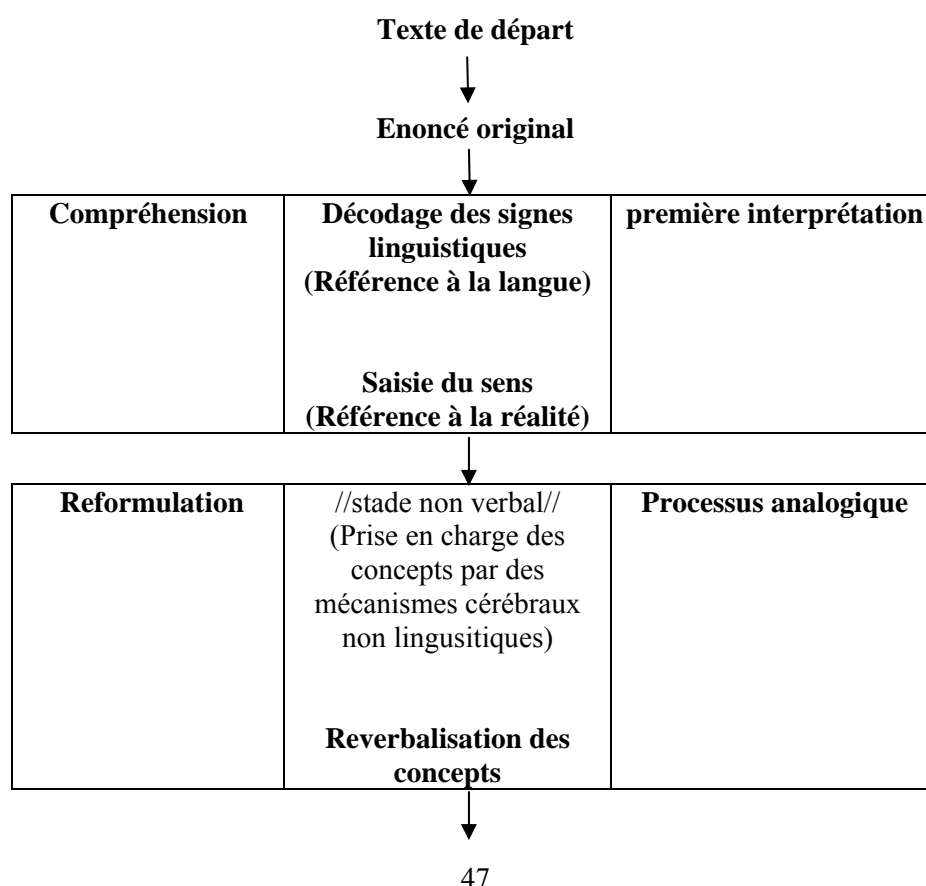 Texte de départ
Enoncé original
Compréhension
Décodage des signes
linguistiques
(Référence à la langue)
Saisie du sens
(Référence à la réalité)
première interprétation
Reformulation
//stade non verbal//
(Prise en charge des
concepts par des
mécanismes cérébraux
non lingusitiques)
Reverbalisation des
concepts
Processus analogique
47